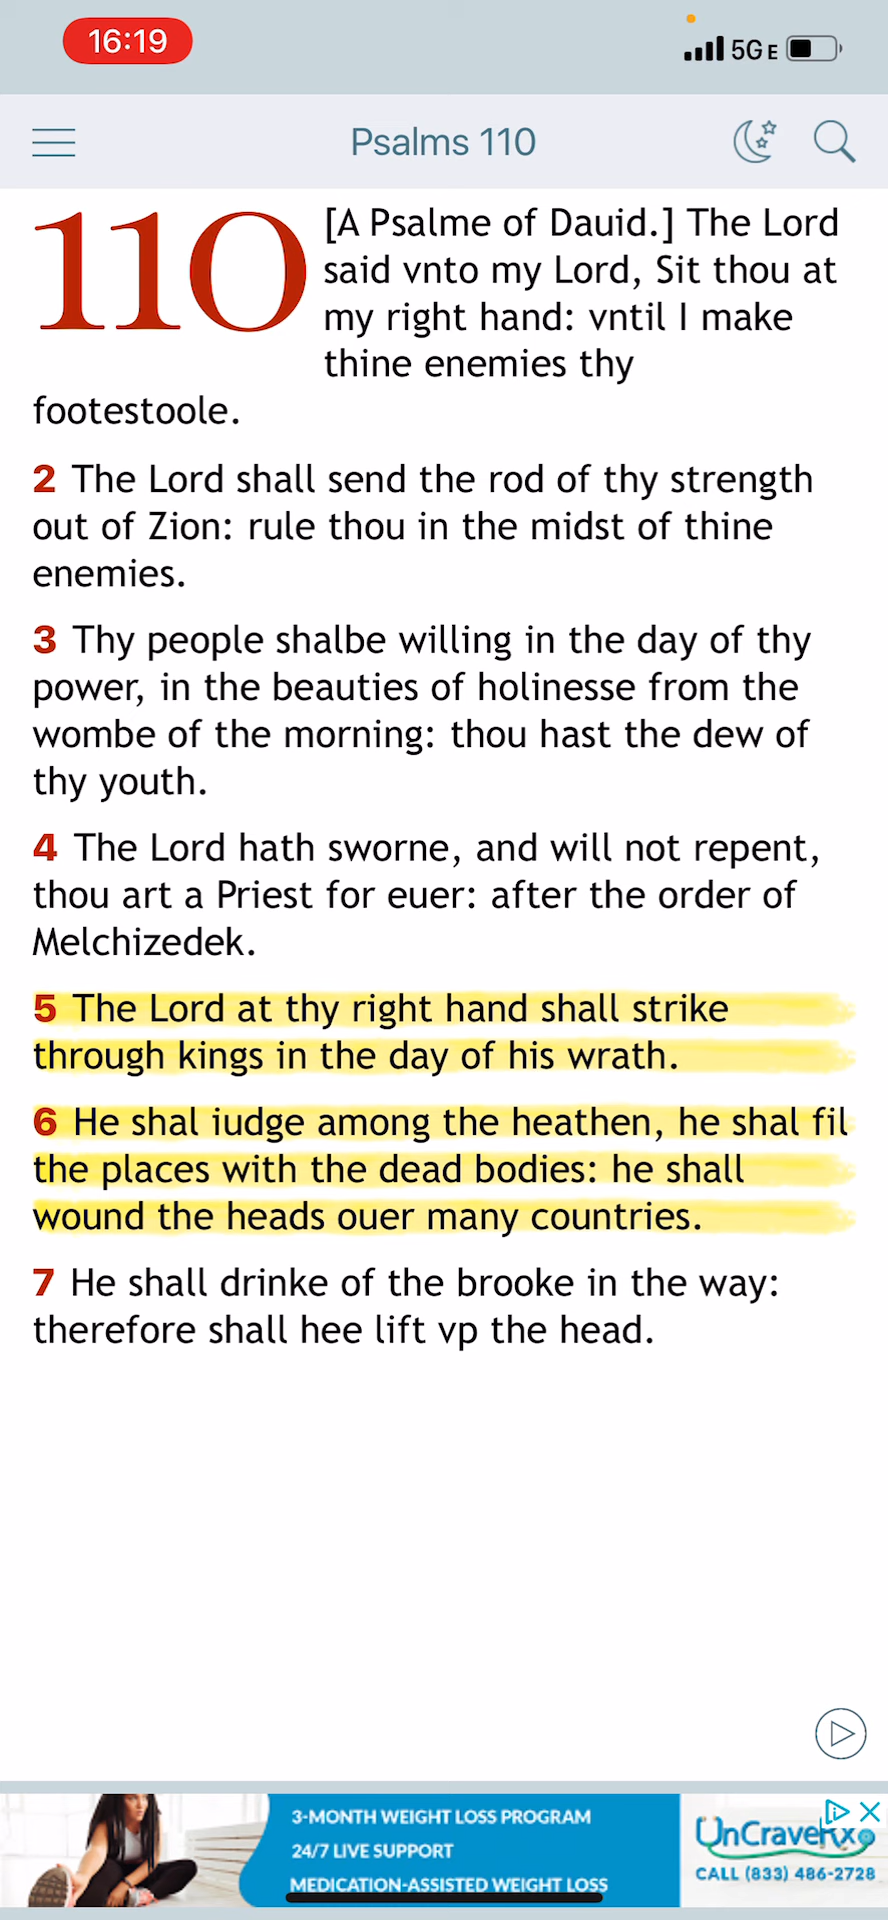 16:19
5G E
Psalms 110
110
[A Psalme of Dauid.] The Lord
said vnto my Lord, Sit thou at
my right hand: vntil I make
thine enemies thy
footestoole.
2 The Lord shall send the rod of thy strength
out of Zion: rule thou in the midst of thine
enemies.
3 Thy people shalbe willing in the day of thy
power, in the beauties of holinesse from the
wombe of the morning: thou hast the dew of
thy youth.
4 The Lord hath sworne, and will not repent,
thou art a Priest for euer: after the order of
Melchizedek.
5 The Lord at thy right hand shall strike
through kings in the day of his wrath.
6 He shal iudge among the heathen, he shal fil
the places with the dead bodies: he shall
wound the heads ouer many countries.
7 He shall drinke of the brooke in the way:
therefore shall hee lift vp the head.
3-MONTH WEIGHT LOSS PROGRAM
24/7 LIVE SUPPORT
MEDICATION-ASSISTED WEIGHT LOSS
UnCraveRx
CALL (833) 486-2728